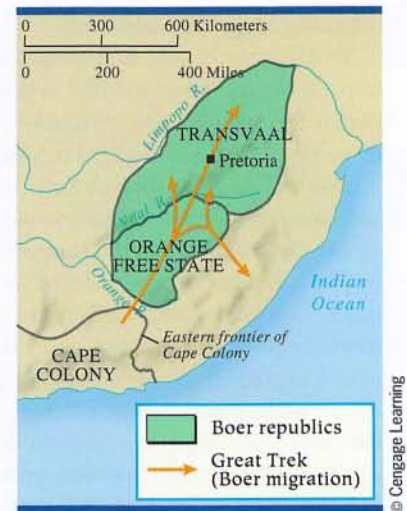 0 300 600 Kilometers
0 200 400 Miles
Limpopo R.
TRANSVAAL
Pretoria
Natal R.
ORANGE
FREE STATE
Orange R.
Indian
Ocean
Eastern frontier of
Cape Colony
CAPE
COLONY
Boer republics
Great Trek
(Boer migration)
© Cengage Learning